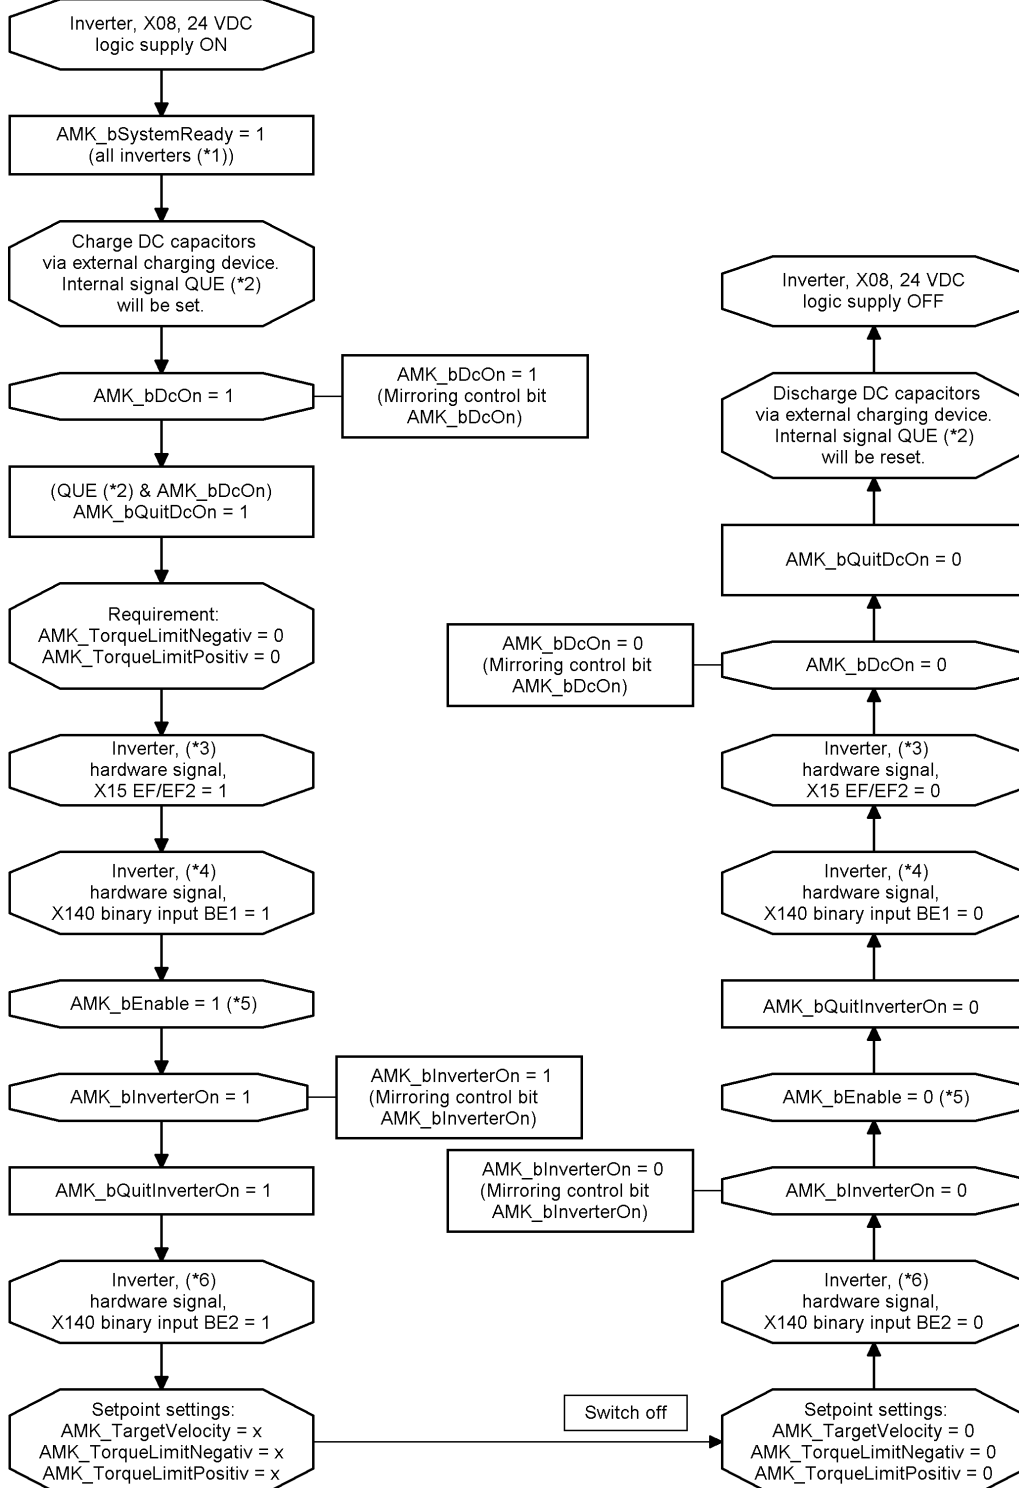 Inverter, X08, 24 VDC
logic supply ON
AMK_bSystemReady = 1
(all inverters (*1))
Charge DC capacitors
via external charging device.
Internal signal QUE (*2)
will be set.
AMK_bDcOn = 1
AMK_bDcOn = 1
(Mirroring control bit
AMK_bDcOn)
(QUE (*2) & AMK_bDcOn)
AMK_bQuitDcOn = 1
Requirement:
AMK_TorqueLimitNegativ = 0
AMK_TorqueLimitPositiv = 0
Inverter, (*3)
hardware signal,
X15 EF/EF2 = 1
Inverter, (*4)
hardware signal,
X140 binary input BE1 = 1
AMK_bEnable = 1 (*5)
AMK_bInverterOn = 1
AMK_bInverterOn = 1
(Mirroring control bit
AMK_bInverterOn)
AMK_bQuitInverterOn = 1
Inverter, (*6)
hardware signal,
X140 binary input BE2 = 1
Setpoint settings:
AMK_TargetVelocity = x
AMK_TorqueLimitNegativ = x
AMK_TorqueLimitPositiv = x
Switch off
Inverter, X08, 24 VDC
logic supply OFF
Discharge DC capacitors
via external charging device.
Internal signal QUE (*2)
will be reset.
AMK_bQuitDcOn = 0
AMK_bDcOn = 0
(Mirroring control bit
AMK_bDcOn)
AMK_bDcOn = 0
Inverter, (*3)
hardware signal,
X15 EF/EF2 = 0
Inverter, (*4)
hardware signal,
X140 binary input BE1 = 0
AMK_bQuitInverterOn = 0
AMK_bEnable = 0 (*5)
AMK_bInverterOn = 0
(Mirroring control bit
AMK_bInverterOn)
AMK_bInverterOn = 0
Inverter, (*6)
hardware signal,
X140 binary input BE2 = 0
Setpoint settings:
AMK_TargetVelocity = 0
AMK_TorqueLimitNegativ = 0
AMK_TorqueLimitPositiv = 0